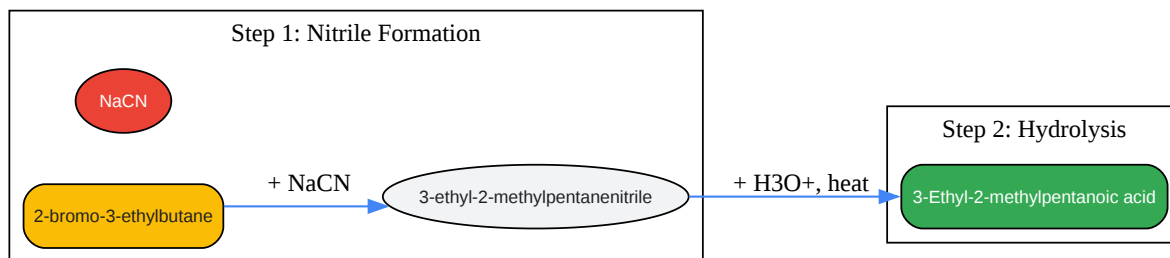 Step 1: Nitrile Formation
NaCN
2-bromo-3-ethylbutane
+ NaCN
3-ethyl-2-methylpentanenitrile
+ H3O+, heat
Step 2: Hydrolysis
3-Ethyl-2-methylpentanoic acid